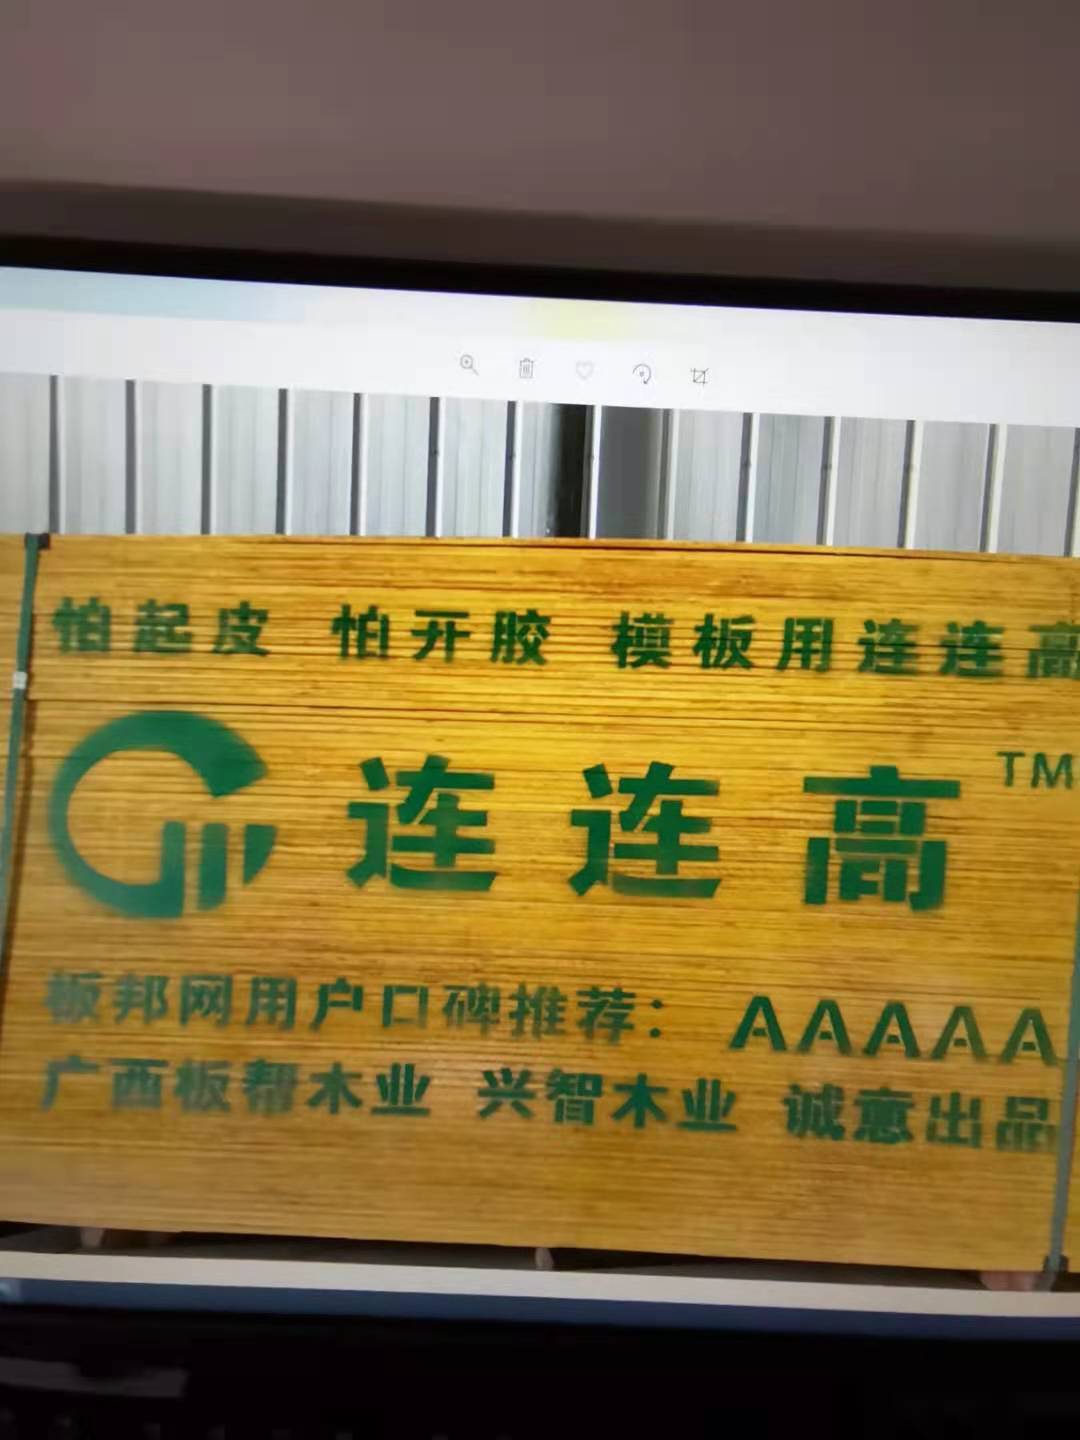 怕起皮 怕开胶 模板用连连高
连连高 TM
板邦网用户口碑推荐：AAAAA
广西板帮木业 兴智木业 诚意出品